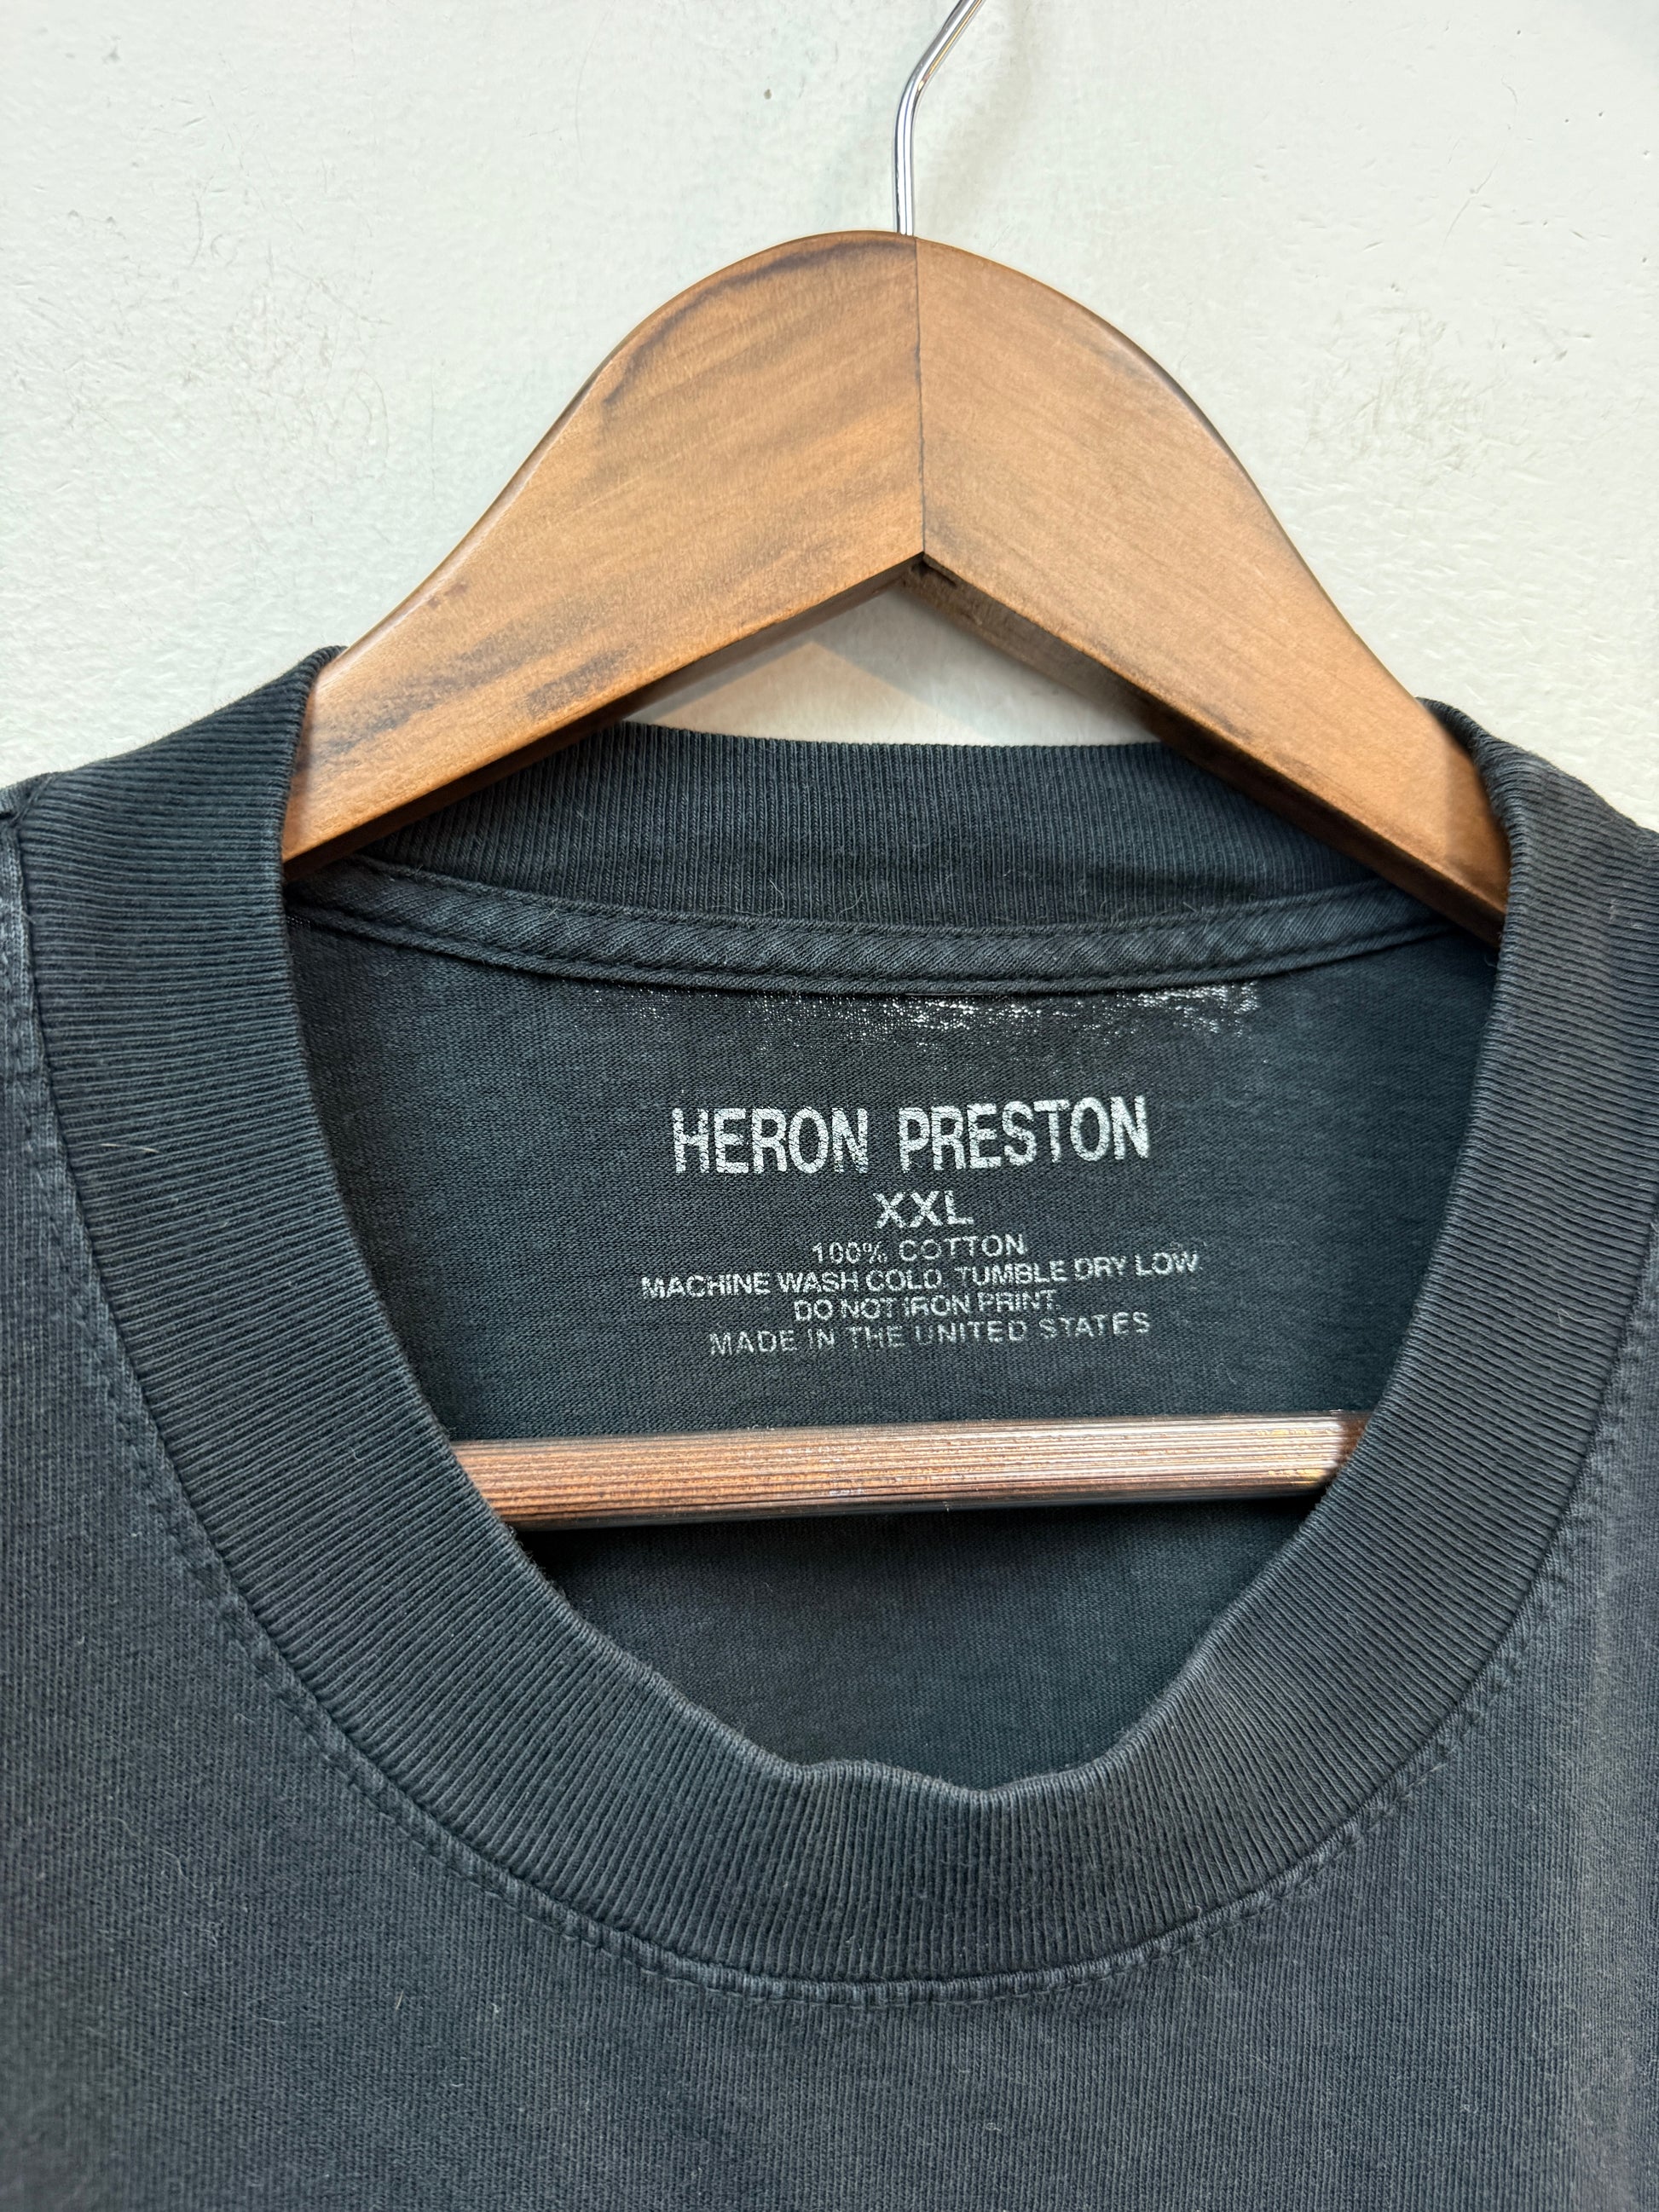 HERON PRESTON
XXL
100% COTTON
MACHINE WASH COLD, TUMBLE DRY LOW
DO NOT IRON PRINT.
MADE IN THE UNITED STATES